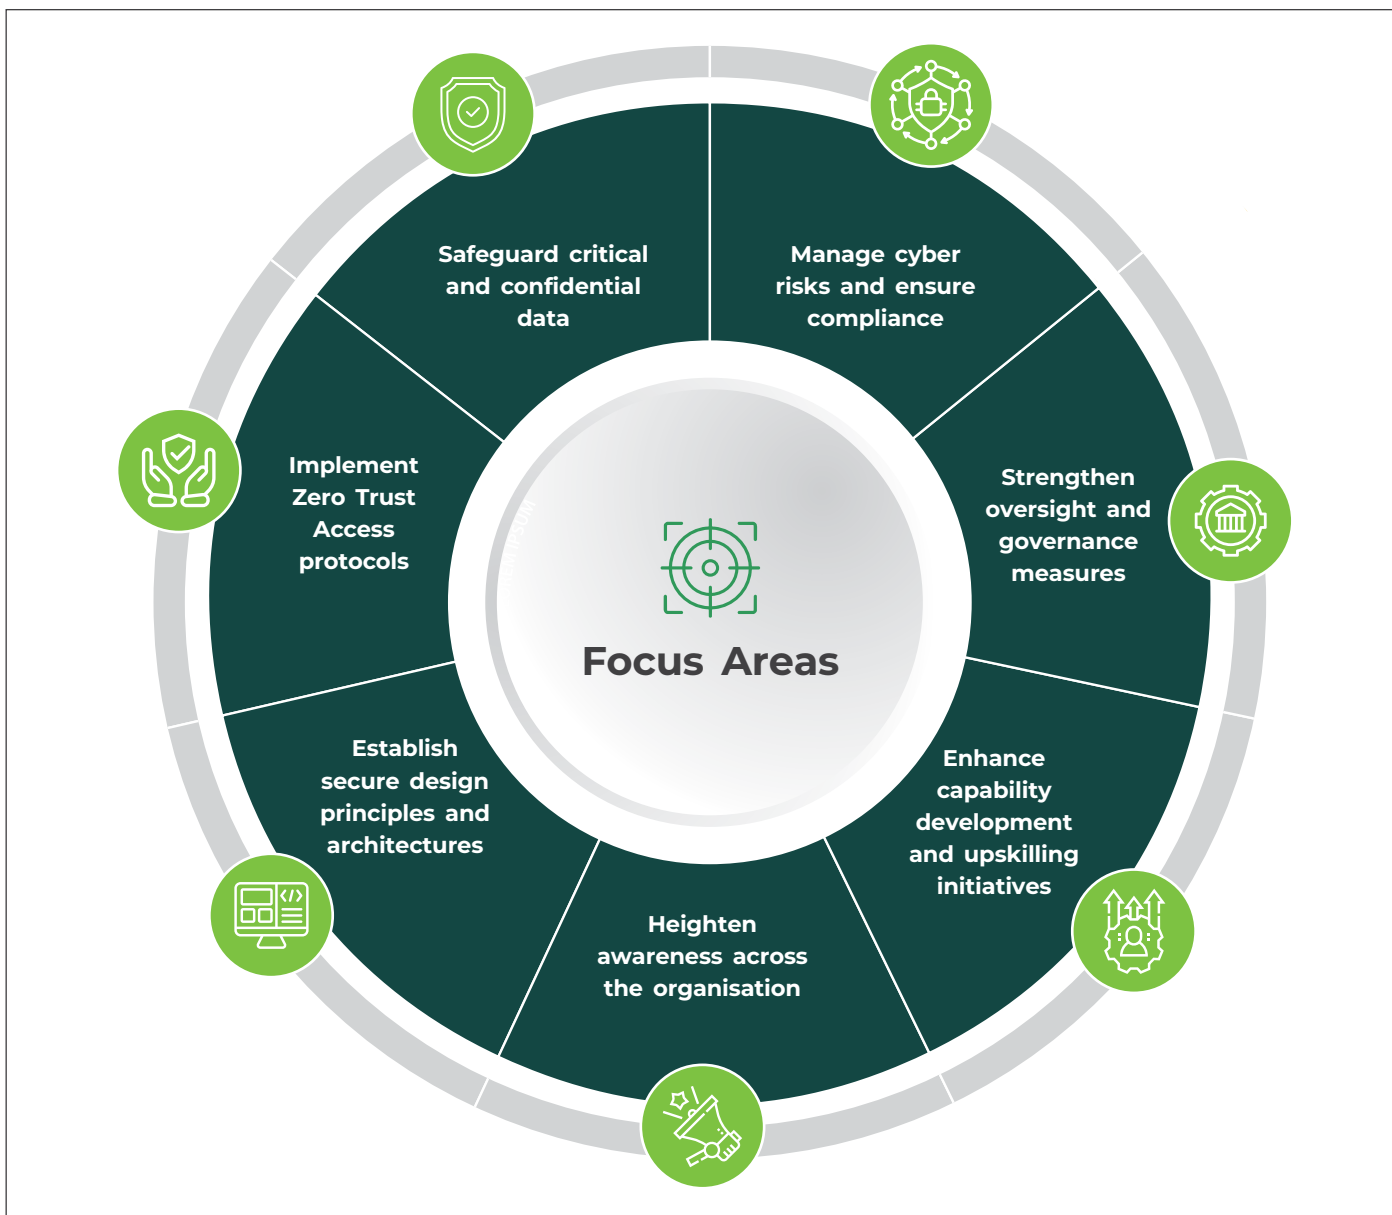 Safeguard critical
and confidential
data
Manage cyber
risks and ensure
compliance
Implement
Zero Trust
Access
protocols
Strengthen
oversight and
governance
measures
Focus Areas
Establish
secure design
principles and
architectures
Enhance
capability
development
and upskilling
initiatives
Heighten
awareness across
the organisation